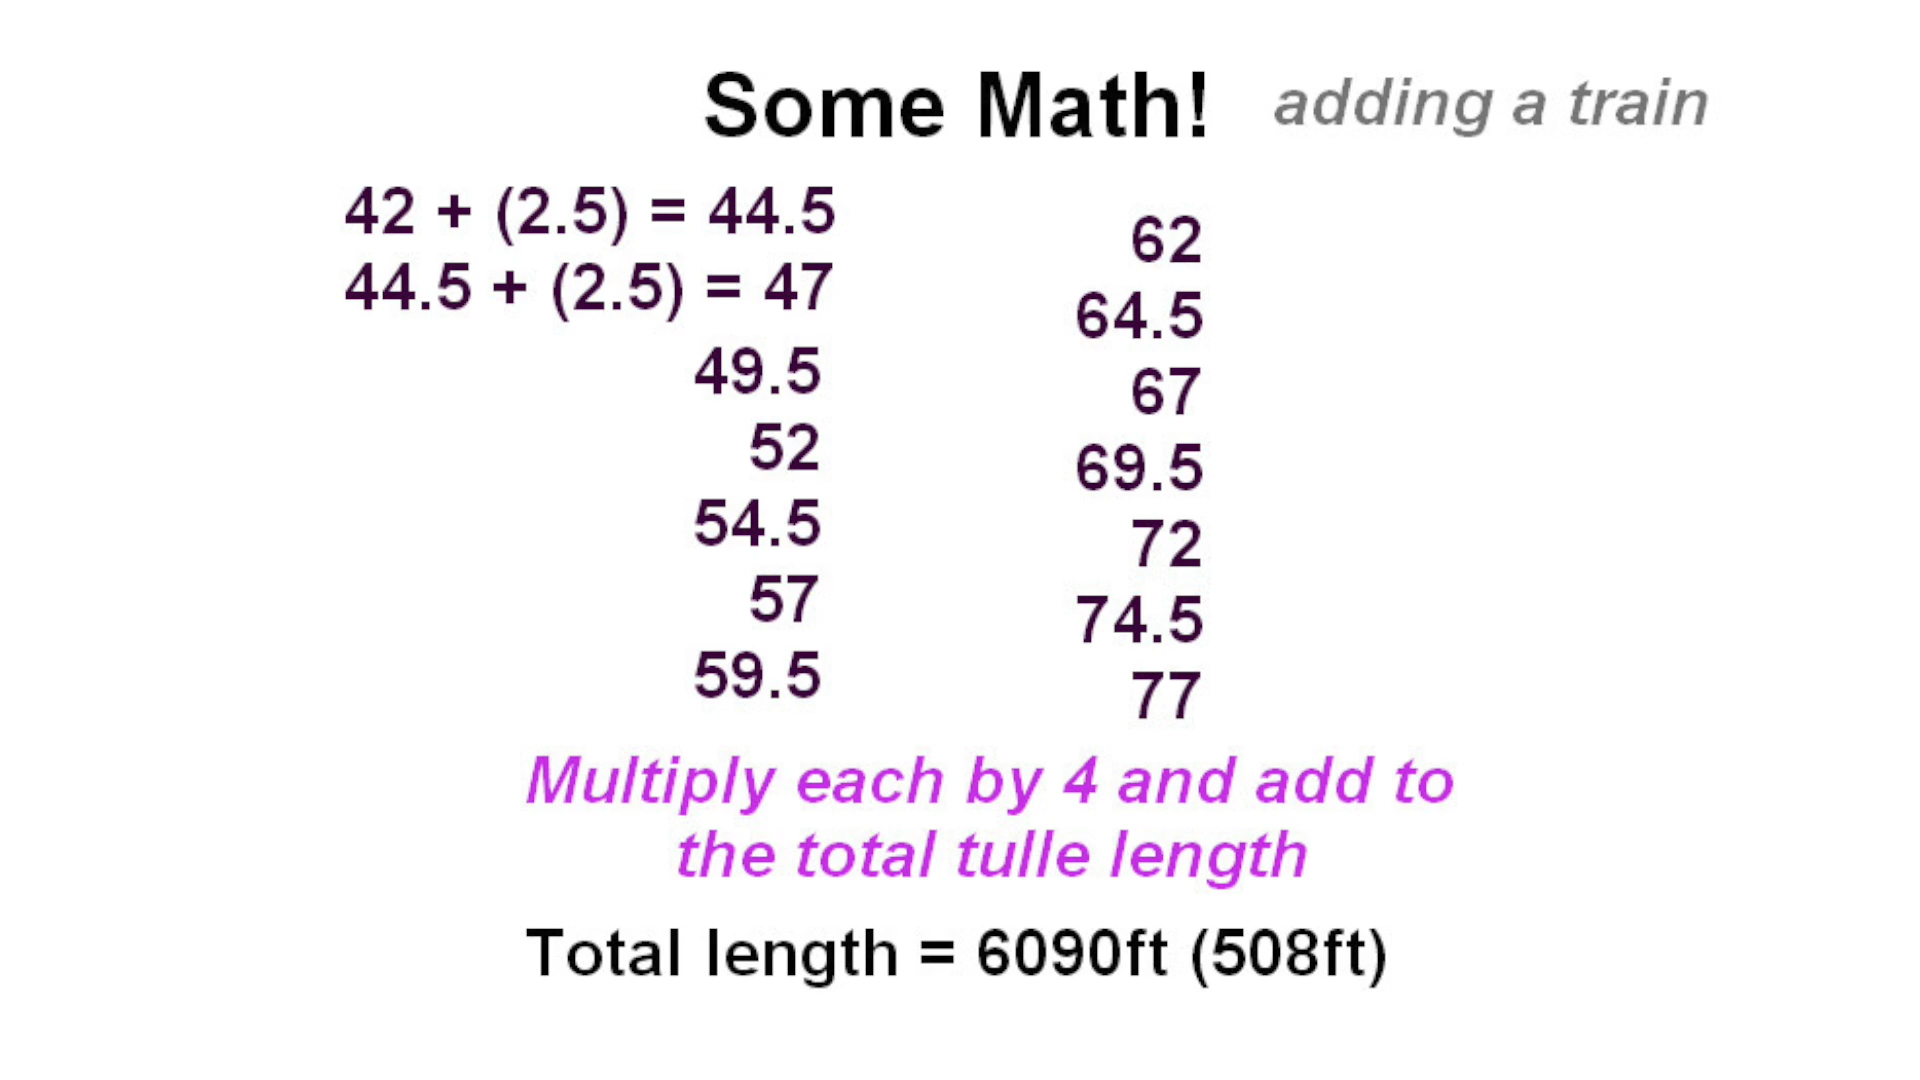 Some Math!
adding a train
42 + (2.5) = 44.5
44.5 + (2.5) = 47
49.5
52
54.5
57
59.5
62
64.5
67
69.5
72
74.5
77
Multiply each by 4 and add to
the total tulle length
Total length = 6090ft (508ft)